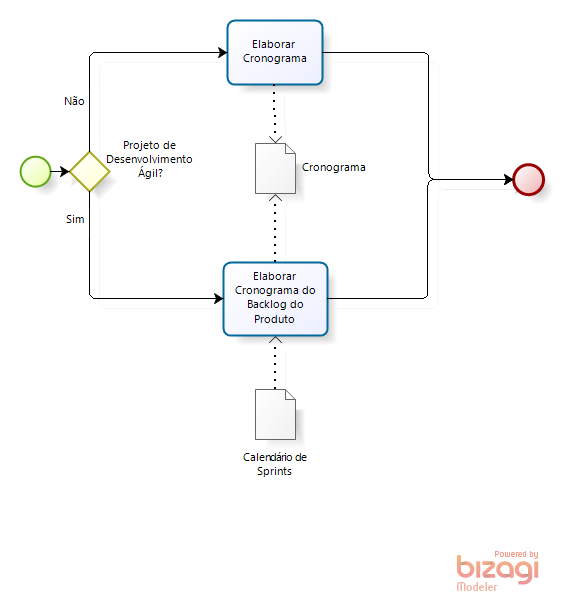 Elaborar
Cronograma
Não
Projeto de
Desenvolvimento
Ágil?
Cronograma
Sim
Elaborar
Cronograma do
Backlog do
Produto
Calendário de
Sprints
Powered by
bizagi
Modeler